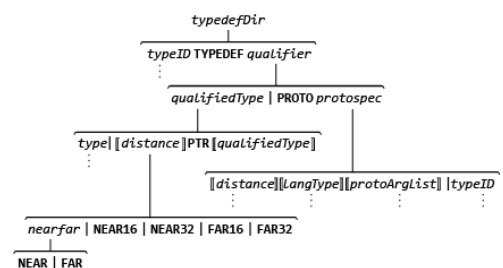 typedefDir
typeID TYPEDEF qualifier
qualifiedType | PROTO protospec
type | ⟦distance⟧PTR⟦qualifiedType⟧
⟦distance⟧⟦langType⟧⟦protoArgList⟧ |typeID
nearfar | NEAR16 | NEAR32 | FAR16 | FAR32
NEAR | FAR